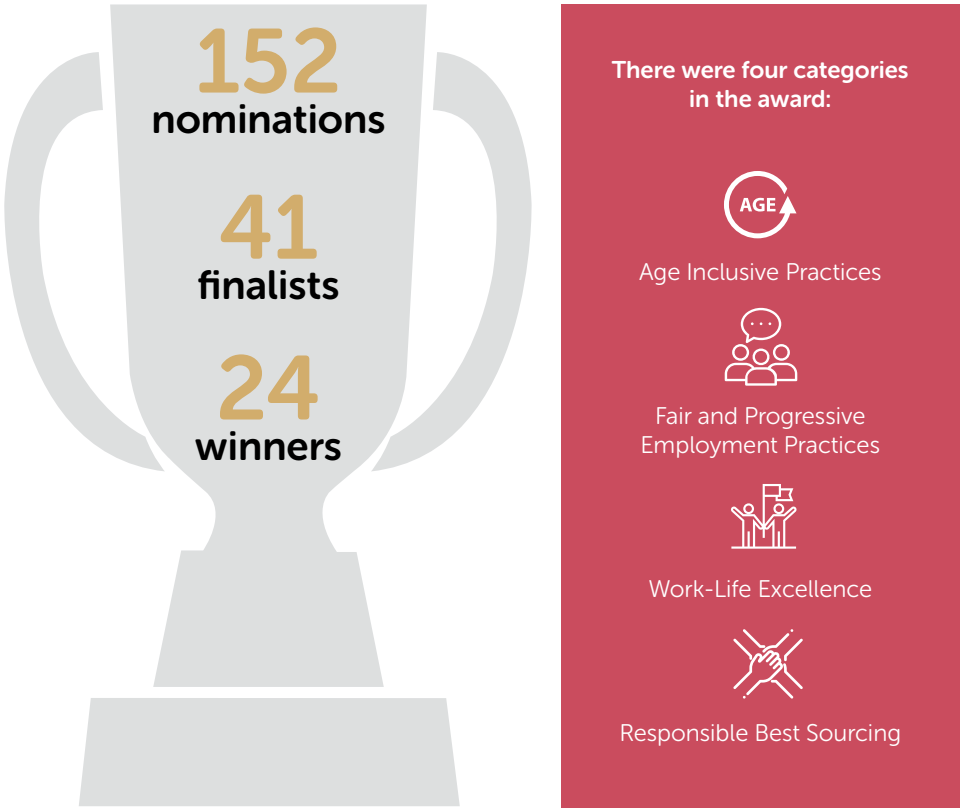 152
nominations
41
finalists
24
winners
There were four categories
in the award:
AGE
Age Inclusive Practices
Fair and Progressive
Employment Practices
Work-Life Excellence
Responsible Best Sourcing